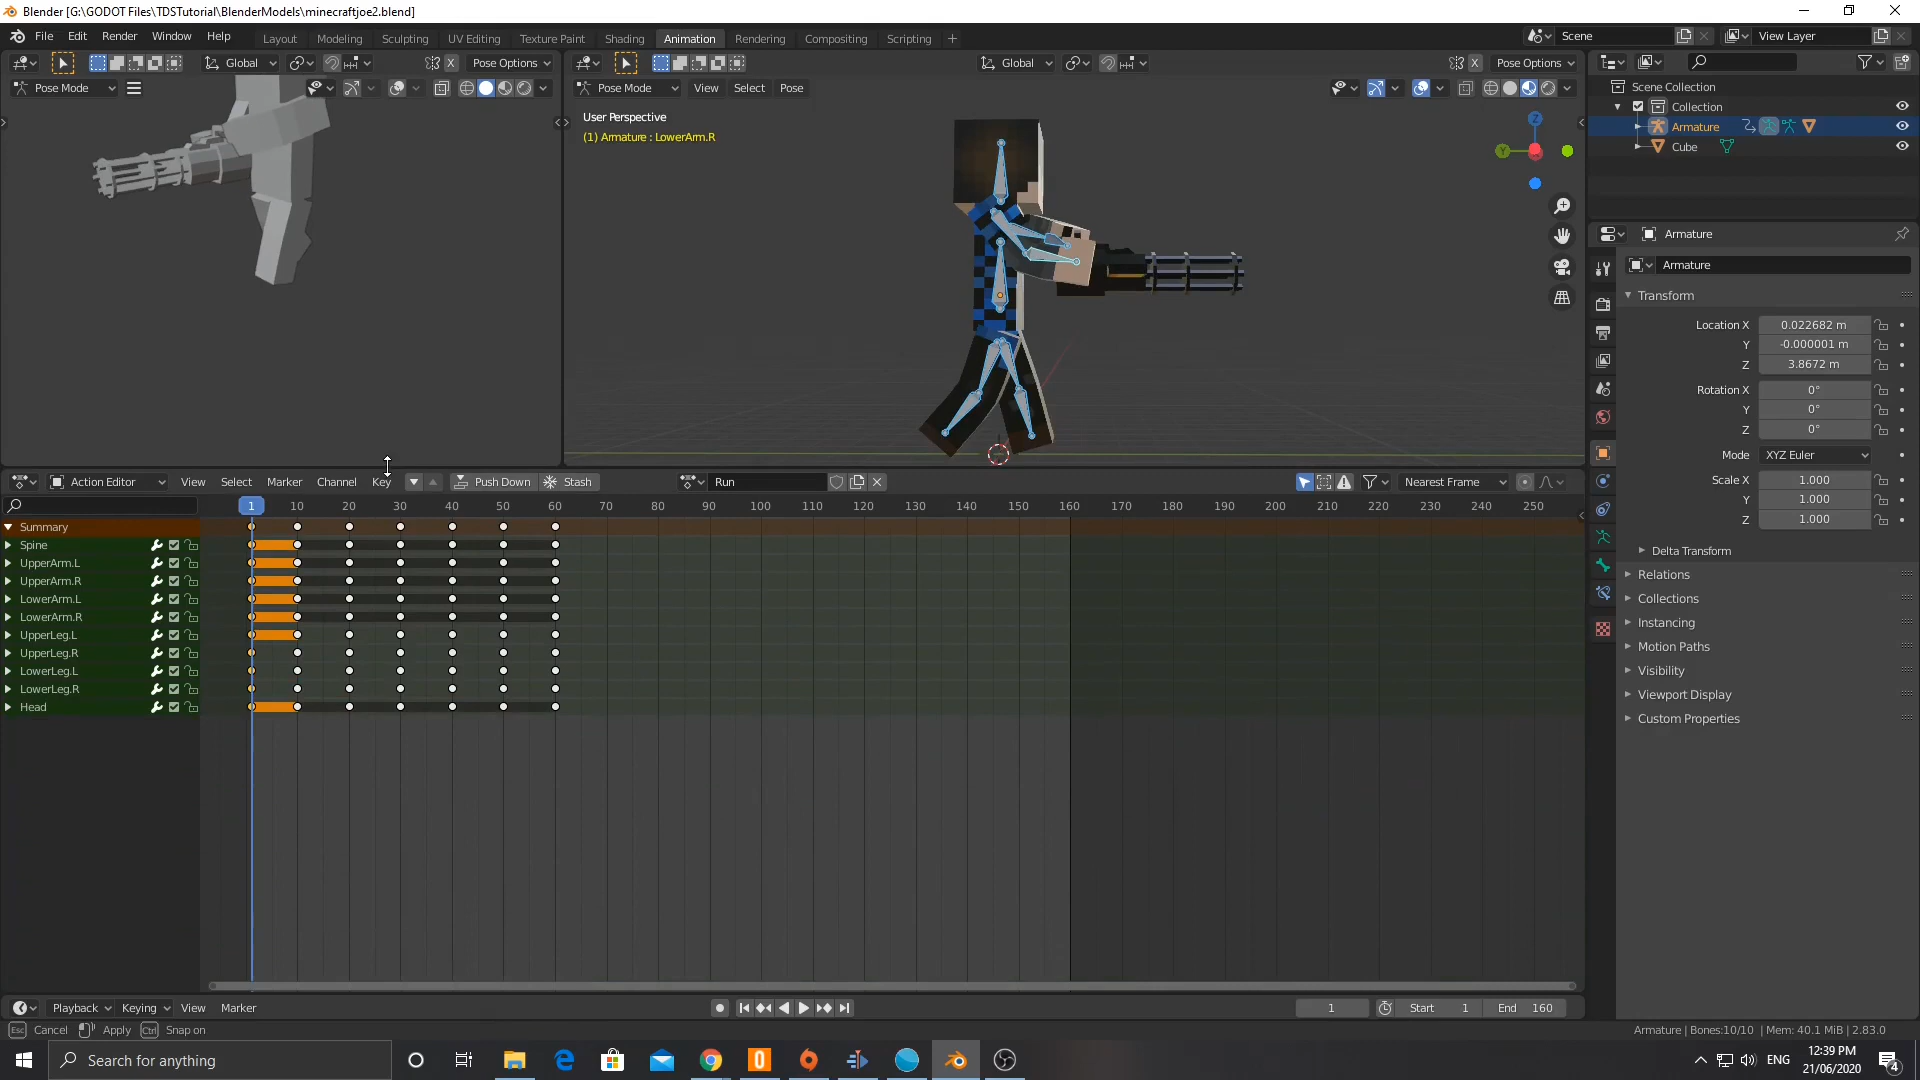 Blender [G:\GODOT Files\TDSTutorial\BlenderModels\minecraftjoe2.blend]
File Edit Render Window Help Layout Modeling Sculpting UV Editing Texture Paint Shading Animation Rendering Compositing Scripting + Scene View Layer
Global Pose Options Global Pose Options
Pose Mode Pose Mode View Select Pose
User Perspective
(1) Armature : LowerArm.R
Z
Y
Scene Collection
Collection
Armature
Cube
Armature
Armature
Transform
Location X 0.022682 m
Y -0.000001 m
Z 3.8672 m
Rotation X 0°
Y 0°
Z 0°
Mode XYZ Euler
Scale X 1.000
Y 1.000
Z 1.000
Delta Transform
Relations
Collections
Instancing
Motion Paths
Visibility
Viewport Display
Custom Properties
Action Editor View Select Marker Channel Key Push Down Stash Run Nearest Frame
1 10 20 30 40 50 60 70 80 90 100 110 120 130 140 150 160 170 180 190 200 210 220 230 240 250
Summary
Spine
UpperArm.L
UpperArm.R
LowerArm.L
LowerArm.R
UpperLeg.L
UpperLeg.R
LowerLeg.L
LowerLeg.R
Head
Playback Keying View Marker 1 Start 1 End 160
Esc Cancel Apply Ctrl Snap on Armature | Bones:10/10 | Mem: 40.1 MiB | 2.83.0
Search for anything ENG 12:39 PM
21/06/2020 4